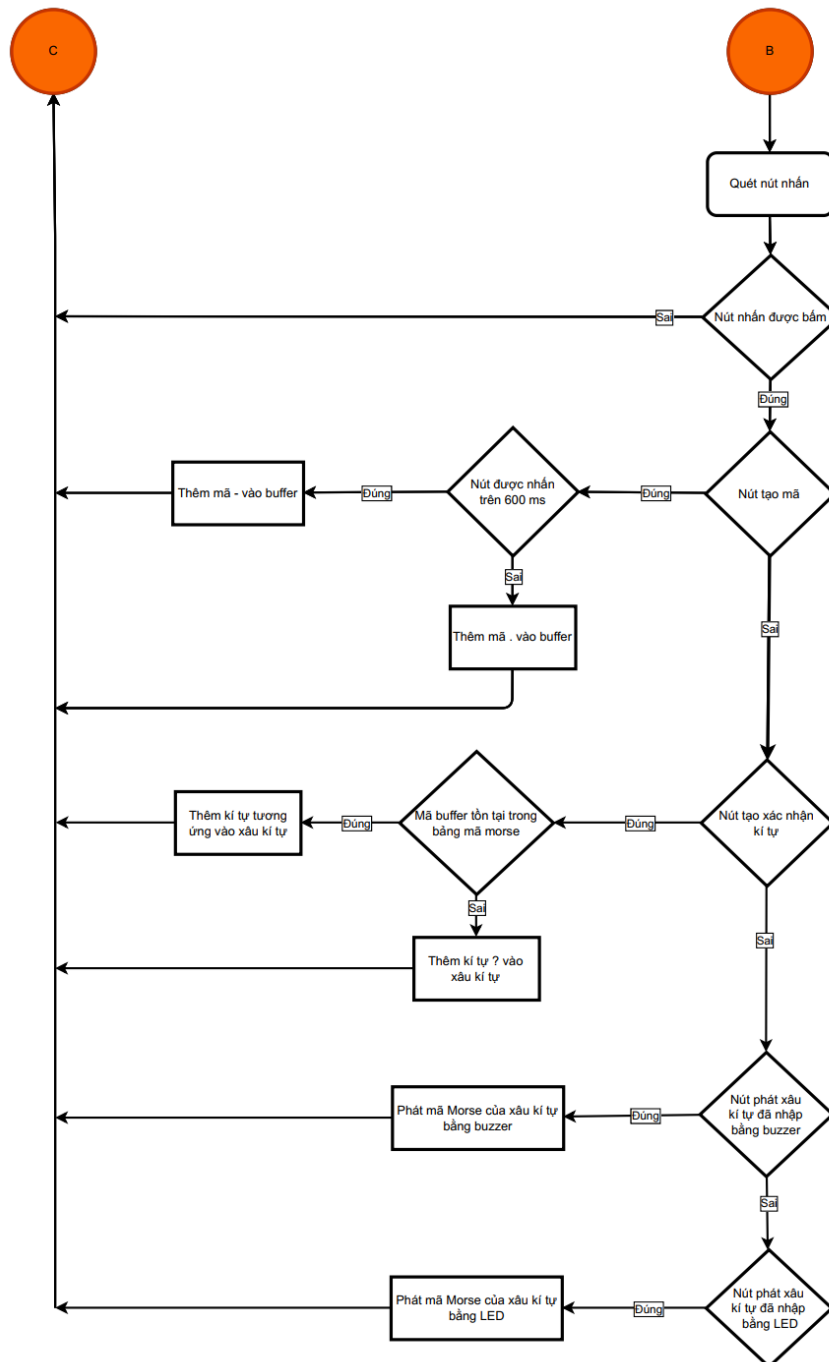 C
B
Quét nút nhấn
Nút nhấn được bấm
Sai
Đúng
Nút tạo mã
Đúng
Nút được nhấn
trên 600 ms
Đúng
Thêm mã - vào buffer
Sai
Thêm mã . vào buffer
Sai
Nút tạo xác nhận
kí tự
Đúng
Mã buffer tồn tại trong
bảng mã morse
Đúng
Thêm kí tự tương
ứng vào xâu kí tự
Sai
Thêm kí tự ? vào
xâu kí tự
Sai
Nút phát xâu
kí tự đã nhập
bằng buzzer
Đúng
Phát mã Morse của xâu kí tự
bằng buzzer
Sai
Nút phát xâu
kí tự đã nhập
bằng LED
Đúng
Phát mã Morse của xâu kí tự
bằng LED